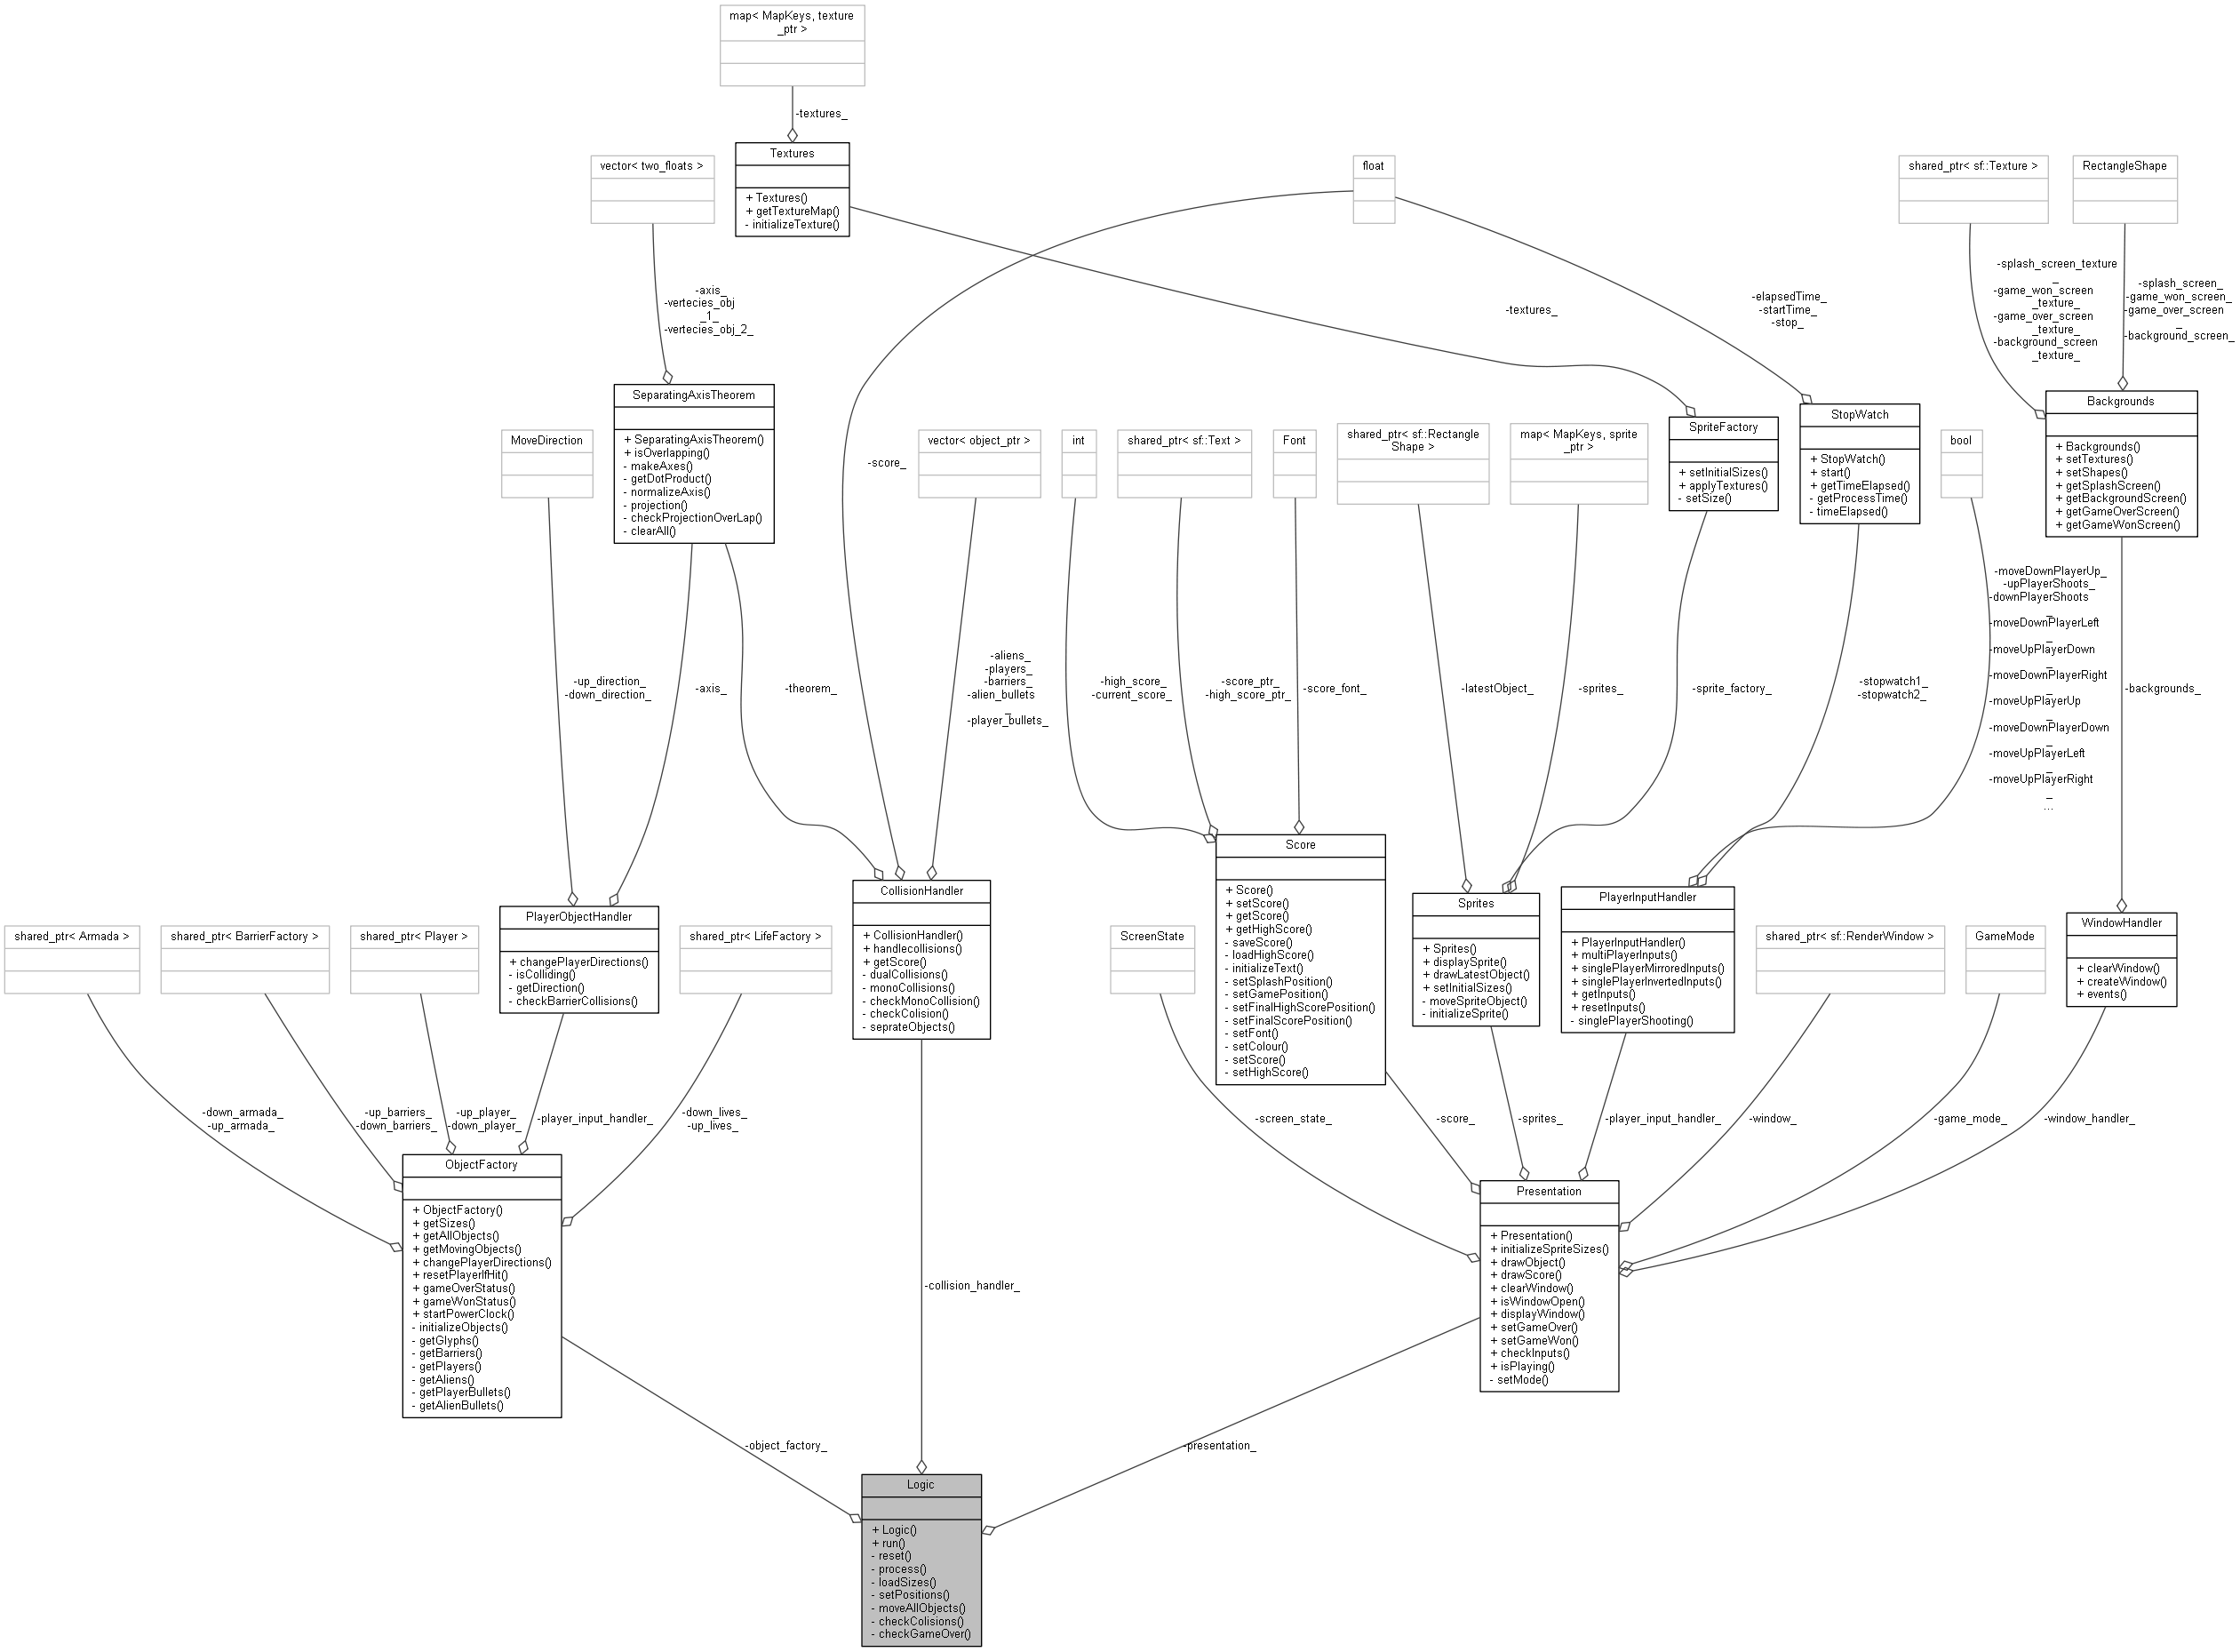 map< MapKeys, texture
_ptr >
-textures_
Textures
+ Textures()
+ getTextureMap()
- initializeTexture()
vector< two_floats >
float
shared_ptr< sf::Texture >
RectangleShape
-axis_
-vertecies_obj
_1_
-vertecies_obj_2_
-textures_
-elapsedTime_
-startTime_
-stop_
-splash_screen_texture
_
-game_won_screen
_texture_
-game_over_screen
_texture_
-background_screen
_texture_
-splash_screen_
-game_won_screen_
-game_over_screen
_
-background_screen_
SeparatingAxisTheorem
+ SeparatingAxisTheorem()
+ isOverlapping()
- makeAxes()
- getDotProduct()
- normalizeAxis()
- projection()
- checkProjectionOverLap()
- clearAll()
SpriteFactory
+ setInitialSizes()
+ applyTextures()
- setSize()
StopWatch
+ StopWatch()
+ start()
+ getTimeElapsed()
- getProcessTime()
- timeElapsed()
Backgrounds
+ Backgrounds()
+ setTextures()
+ setShapes()
+ getSplashScreen()
+ getBackgroundScreen()
+ getGameOverScreen()
+ getGameWonScreen()
MoveDirection
-score_
vector< object_ptr >
int
shared_ptr< sf::Text >
Font
shared_ptr< sf::Rectangle
Shape >
map< MapKeys, sprite
_ptr >
bool
-up_direction_
-down_direction_
-axis_
-theorem_
-aliens_
-players_
-barriers_
-alien_bullets
_
-player_bullets_
-high_score_
-current_score_
-score_ptr_
-high_score_ptr_
-score_font_
-latestObject_
-sprites_
-sprite_factory_
-stopwatch1_
-stopwatch2_
-moveDownPlayerUp_
-upPlayerShoots_
-downPlayerShoots
_
-moveDownPlayerLeft
_
-moveUpPlayerDown
_
-moveDownPlayerRight
_
-moveUpPlayerUp
_
-moveDownPlayerDown
_
-moveUpPlayerLeft
_
-moveUpPlayerRight
_
...
-backgrounds_
shared_ptr< Armada >
shared_ptr< BarrierFactory >
shared_ptr< Player >
PlayerObjectHandler
+ changePlayerDirections()
- isColliding()
- getDirection()
- checkBarrierCollisions()
shared_ptr< LifeFactory >
CollisionHandler
+ CollisionHandler()
+ handlecollisions()
+ getScore()
- dualCollisions()
- monoCollisions()
- checkMonoCollision()
- checkColision()
- seprateObjects()
ScreenState
Score
+ Score()
+ setScore()
+ getScore()
+ getHighScore()
- saveScore()
- loadHighScore()
- initializeText()
- setSplashPosition()
- setGamePosition()
- setFinalHighScorePosition()
- setFinalScorePosition()
- setFont()
- setColour()
- setScore()
- setHighScore()
Sprites
+ Sprites()
+ displaySprite()
+ drawLatestObject()
+ setInitialSizes()
- moveSpriteObject()
- initializeSprite()
PlayerInputHandler
+ PlayerInputHandler()
+ multiPlayerInputs()
+ singlePlayerMirroredInputs()
+ singlePlayerInvertedInputs()
+ getInputs()
+ resetInputs()
- singlePlayerShooting()
shared_ptr< sf::RenderWindow >
GameMode
WindowHandler
+ clearWindow()
+ createWindow()
+ events()
-down_armada_
-up_armada_
-up_barriers_
-down_barriers_
-up_player_
-down_player_
-player_input_handler_
-down_lives_
-up_lives_
-screen_state_
-score_
-sprites_
-player_input_handler_
-window_
-game_mode_
-window_handler_
ObjectFactory
+ ObjectFactory()
+ getSizes()
+ getAllObjects()
+ getMovingObjects()
+ changePlayerDirections()
+ resetPlayerIfHit()
+ gameOverStatus()
+ gameWonStatus()
+ startPowerClock()
- initializeObjects()
- getGlyphs()
- getBarriers()
- getPlayers()
- getAliens()
- getPlayerBullets()
- getAlienBullets()
-collision_handler_
Presentation
+ Presentation()
+ initializeSpriteSizes()
+ drawObject()
+ drawScore()
+ clearWindow()
+ isWindowOpen()
+ displayWindow()
+ setGameOver()
+ setGameWon()
+ checkInputs()
+ isPlaying()
- setMode()
-object_factory_
-presentation_
Logic
+ Logic()
+ run()
- reset()
- process()
- loadSizes()
- setPositions()
- moveAllObjects()
- checkColisions()
- checkGameOver()